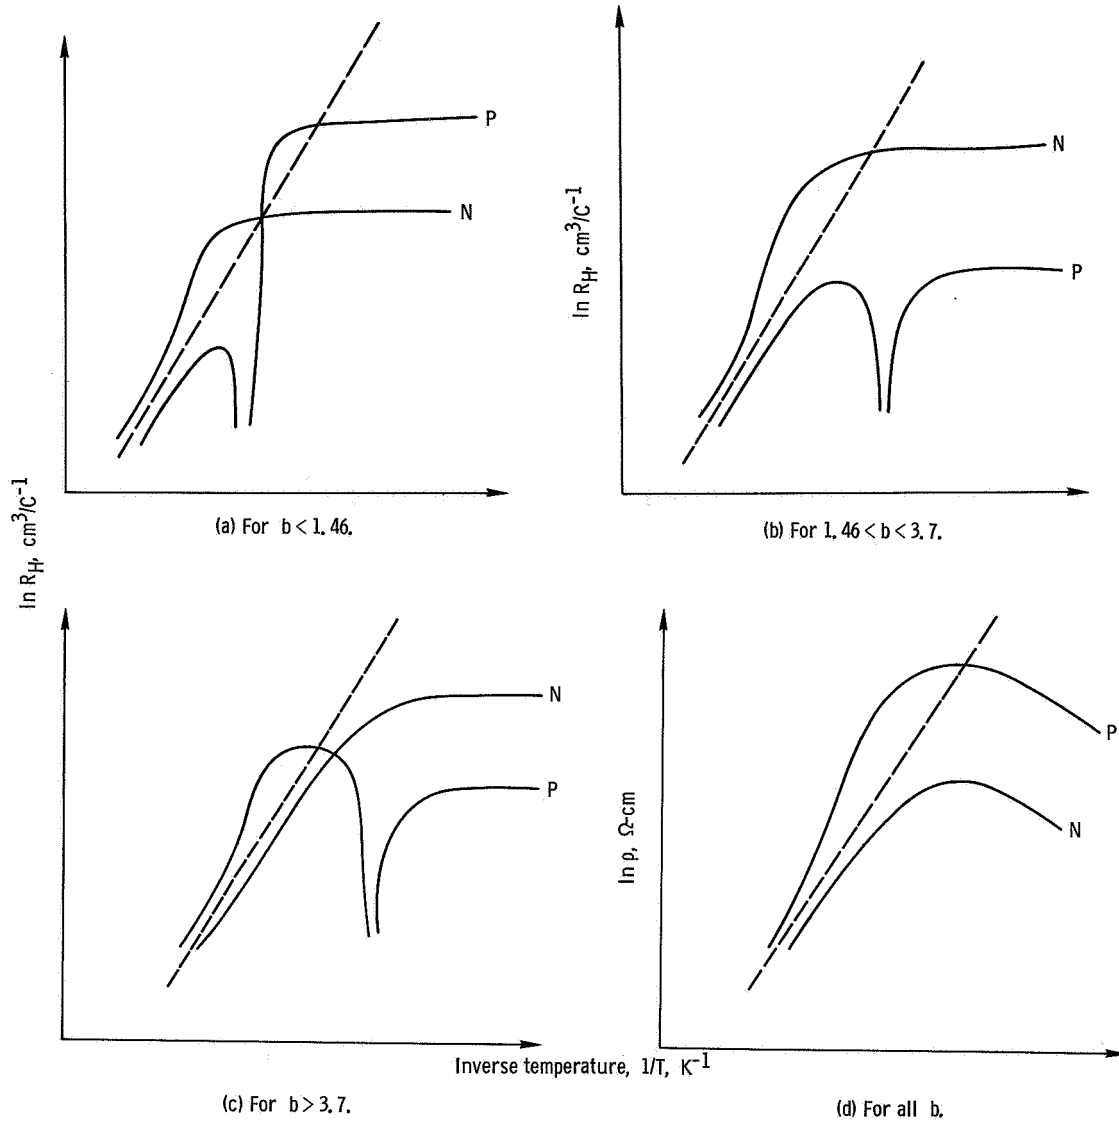 P
N
(a) For b < 1.46.
ln R_H, cm³/C⁻¹
N
P
(b) For 1.46 < b < 3.7.
ln R_H, cm³/C⁻¹
N
P
(c) For b > 3.7.
ln ρ, Ω-cm
P
N
Inverse temperature, 1/T, K⁻¹
(d) For all b.